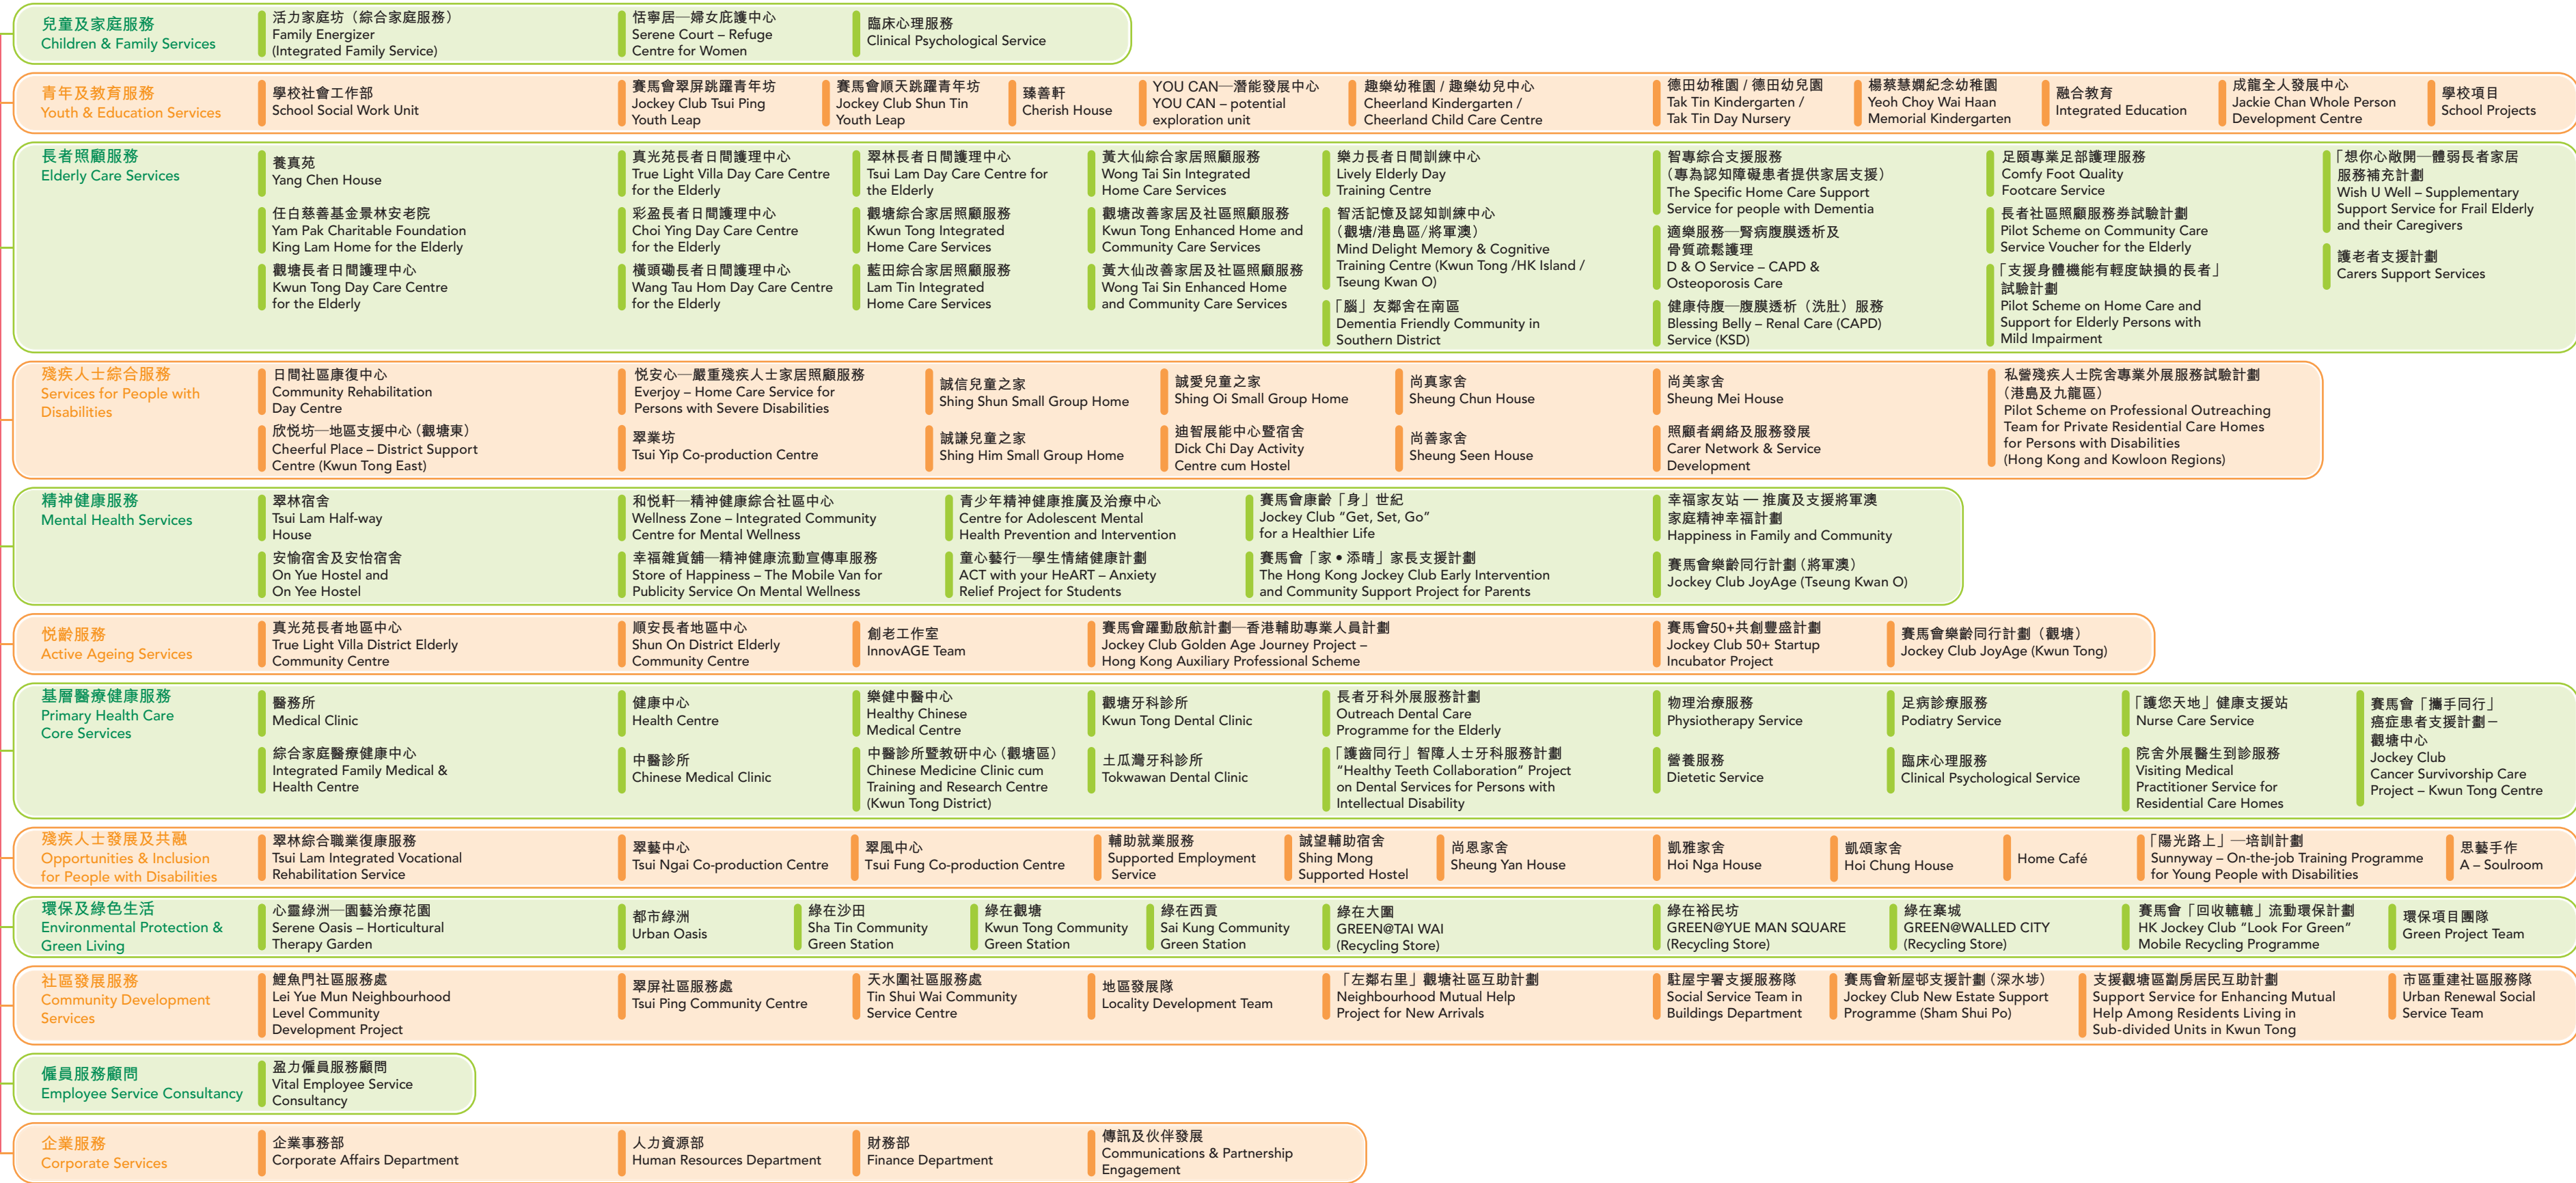 兒童及家庭服務
Children & Family Services
活力家庭坊（綜合家庭服務）
Family Energizer
(Integrated Family Service)
恬寧居─婦女庇護中心
Serene Court – Refuge
Centre for Women
臨床心理服務
Clinical Psychological Service
青年及教育服務
Youth & Education Services
學校社會工作部
School Social Work Unit
賽馬會翠屏跳躍青年坊
Jockey Club Tsui Ping
Youth Leap
賽馬會順天跳躍青年坊
Jockey Club Shun Tin
Youth Leap
臻善軒
Cherish House
YOU CAN─潛能發展中心
YOU CAN – potential
exploration unit
趣樂幼稚園 / 趣樂幼兒中心
Cheerland Kindergarten /
Cheerland Child Care Centre
德田幼稚園 / 德田幼兒園
Tak Tin Kindergarten /
Tak Tin Day Nursery
楊蔡慧嫻紀念幼稚園
Yeoh Choy Wai Haan
Memorial Kindergarten
融合教育
Integrated Education
成龍全人發展中心
Jackie Chan Whole Person
Development Centre
學校項目
School Projects
長者照顧服務
Elderly Care Services
養真苑
Yang Chen House
任白慈善基金景林安老院
Yam Pak Charitable Foundation
King Lam Home for the Elderly
觀塘長者日間護理中心
Kwun Tong Day Care Centre
for the Elderly
真光苑長者日間護理中心
True Light Villa Day Care Centre
for the Elderly
彩盈長者日間護理中心
Choi Ying Day Care Centre
for the Elderly
橫頭磡長者日間護理中心
Wang Tau Hom Day Care Centre
for the Elderly
翠林長者日間護理中心
Tsui Lam Day Care Centre for
the Elderly
觀塘綜合家居照顧服務
Kwun Tong Integrated
Home Care Services
藍田綜合家居照顧服務
Lam Tin Integrated
Home Care Services
黃大仙綜合家居照顧服務
Wong Tai Sin Integrated
Home Care Services
觀塘改善家居及社區照顧服務
Kwun Tong Enhanced Home and
Community Care Services
黃大仙改善家居及社區照顧服務
Wong Tai Sin Enhanced Home
and Community Care Services
樂力長者日間訓練中心
Lively Elderly Day
Training Centre
智活記憶及認知訓練中心
（觀塘/港島區/將軍澳）
Mind Delight Memory & Cognitive
Training Centre (Kwun Tong /HK Island /
Tseung Kwan O)
「腦」友鄰舍在南區
Dementia Friendly Community in
Southern District
智專綜合支援服務
（專為認知障礙患者提供家居支援）
The Specific Home Care Support
Service for people with Dementia
適樂服務─腎病腹膜透析及
骨質疏鬆護理
D & O Service – CAPD &
Osteoporosis Care
健康侍腹─腹膜透析（洗肚）服務
Blessing Belly – Renal Care (CAPD)
Service (KSD)
足頤專業足部護理服務
Comfy Foot Quality
Footcare Service
長者社區照顧服務券試驗計劃
Pilot Scheme on Community Care
Service Voucher for the Elderly
「支援身體機能有輕度缺損的長者」
試驗計劃
Pilot Scheme on Home Care and
Support for Elderly Persons with
Mild Impairment
「想你心敞開─體弱長者家居
服務補充計劃
Wish U Well – Supplementary
Support Service for Frail Elderly
and their Caregivers
護老者支援計劃
Carers Support Services
殘疾人士綜合服務
Services for People with
Disabilities
日間社區康復中心
Community Rehabilitation
Day Centre
欣悅坊─地區支援中心（觀塘東）
Cheerful Place – District Support
Centre (Kwun Tong East)
悅安心─嚴重殘疾人士家居照顧服務
Everjoy – Home Care Service for
Persons with Severe Disabilities
翠業坊
Tsui Yip Co-production Centre
誠信兒童之家
Shing Shun Small Group Home
誠謙兒童之家
Shing Him Small Group Home
誠愛兒童之家
Shing Oi Small Group Home
迪智展能中心暨宿舍
Dick Chi Day Activity
Centre cum Hostel
尚真家舍
Sheung Chun House
尚善家舍
Sheung Seen House
尚美家舍
Sheung Mei House
照顧者網絡及服務發展
Carer Network & Service
Development
私營殘疾人士院舍專業外展服務試驗計劃
（港島及九龍區）
Pilot Scheme on Professional Outreaching
Team for Private Residential Care Homes
for Persons with Disabilities
(Hong Kong and Kowloon Regions)
精神健康服務
Mental Health Services
翠林宿舍
Tsui Lam Half-way
House
安愉宿舍及安怡宿舍
On Yue Hostel and
On Yee Hostel
和悅軒─精神健康綜合社區中心
Wellness Zone – Integrated Community
Centre for Mental Wellness
幸福雜貨舖─精神健康流動宣傳車服務
Store of Happiness – The Mobile Van for
Publicity Service On Mental Wellness
青少年精神健康推廣及治療中心
Centre for Adolescent Mental
Health Prevention and Intervention
童心藝行─學生情緒健康計劃
ACT with your HeART – Anxiety
Relief Project for Students
賽馬會康齡「身」世紀
Jockey Club “Get, Set, Go”
for a Healthier Life
賽馬會「家•添晴」家長支援計劃
The Hong Kong Jockey Club Early Intervention
and Community Support Project for Parents
幸福家友站 — 推廣及支援將軍澳
家庭精神幸福計劃
Happiness in Family and Community
賽馬會樂齡同行計劃（將軍澳）
Jockey Club JoyAge (Tseung Kwan O)
悅齡服務
Active Ageing Services
真光苑長者地區中心
True Light Villa District Elderly
Community Centre
順安長者地區中心
Shun On District Elderly
Community Centre
創老工作室
InnovAGE Team
賽馬會躍動啟航計劃─香港輔助專業人員計劃
Jockey Club Golden Age Journey Project –
Hong Kong Auxiliary Professional Scheme
賽馬會50+共創豐盛計劃
Jockey Club 50+ Startup
Incubator Project
賽馬會樂齡同行計劃（觀塘）
Jockey Club JoyAge (Kwun Tong)
基層醫療健康服務
Primary Health Care
Core Services
醫務所
Medical Clinic
綜合家庭醫療健康中心
Integrated Family Medical &
Health Centre
健康中心
Health Centre
中醫診所
Chinese Medical Clinic
樂健中醫中心
Healthy Chinese
Medical Centre
中醫診所暨教研中心（觀塘區）
Chinese Medicine Clinic cum
Training and Research Centre
(Kwun Tong District)
觀塘牙科診所
Kwun Tong Dental Clinic
土瓜灣牙科診所
Tokwawan Dental Clinic
長者牙科外展服務計劃
Outreach Dental Care
Programme for the Elderly
「護齒同行」智障人士牙科服務計劃
“Healthy Teeth Collaboration” Project
on Dental Services for Persons with
Intellectual Disability
物理治療服務
Physiotherapy Service
營養服務
Dietetic Service
足病診療服務
Podiatry Service
臨床心理服務
Clinical Psychological Service
「護您天地」健康支援站
Nurse Care Service
院舍外展醫生到診服務
Visiting Medical
Practitioner Service for
Residential Care Homes
賽馬會「攜手同行」
癌症患者支援計劃－
觀塘中心
Jockey Club
Cancer Survivorship Care
Project – Kwun Tong Centre
殘疾人士發展及共融
Opportunities & Inclusion
for People with Disabilities
翠林綜合職業復康服務
Tsui Lam Integrated Vocational
Rehabilitation Service
翠藝中心
Tsui Ngai Co-production Centre
翠風中心
Tsui Fung Co-production Centre
輔助就業服務
Supported Employment
Service
誠望輔助宿舍
Shing Mong
Supported Hostel
尚恩家舍
Sheung Yan House
凱雅家舍
Hoi Nga House
凱頌家舍
Hoi Chung House
Home Café
「陽光路上」─培訓計劃
Sunnyway – On-the-job Training Programme
for Young People with Disabilities
思藝手作
A – Soulroom
環保及綠色生活
Environmental Protection &
Green Living
心靈綠洲─園藝治療花園
Serene Oasis – Horticultural
Therapy Garden
都市綠洲
Urban Oasis
綠在沙田
Sha Tin Community
Green Station
綠在觀塘
Kwun Tong Community
Green Station
綠在西貢
Sai Kung Community
Green Station
綠在大圍
GREEN@TAI WAI
(Recycling Store)
綠在裕民坊
GREEN@YUE MAN SQUARE
(Recycling Store)
綠在寨城
GREEN@WALLED CITY
(Recycling Store)
賽馬會「回收轆轆」流動環保計劃
HK Jockey Club “Look For Green”
Mobile Recycling Programme
環保項目團隊
Green Project Team
社區發展服務
Community Development
Services
鯉魚門社區服務處
Lei Yue Mun Neighbourhood
Level Community
Development Project
翠屏社區服務處
Tsui Ping Community Centre
天水圍社區服務處
Tin Shui Wai Community
Service Centre
地區發展隊
Locality Development Team
「左鄰右里」觀塘社區互助計劃
Neighbourhood Mutual Help
Project for New Arrivals
駐屋宇署支援服務隊
Social Service Team in
Buildings Department
賽馬會新屋邨支援計劃（深水埗）
Jockey Club New Estate Support
Programme (Sham Shui Po)
支援觀塘區劏房居民互助計劃
Support Service for Enhancing Mutual
Help Among Residents Living in
Sub-divided Units in Kwun Tong
市區重建社區服務隊
Urban Renewal Social
Service Team
僱員服務顧問
Employee Service Consultancy
盈力僱員服務顧問
Vital Employee Service
Consultancy
企業服務
Corporate Services
企業事務部
Corporate Affairs Department
人力資源部
Human Resources Department
財務部
Finance Department
傳訊及伙伴發展
Communications & Partnership
Engagement